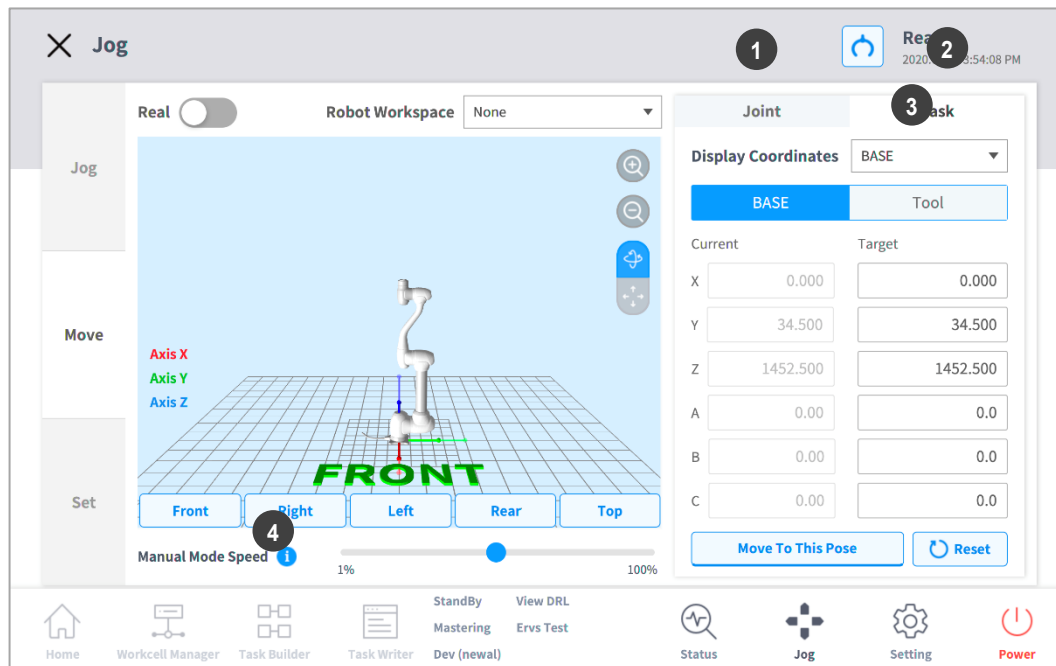 Jog
1
2
2020. 3:54:08 PM
Real
Robot Workspace
None
Joint
3
Display Coordinates
BASE
BASE
Tool
Current
Target
X
0.000
0.000
Y
34.500
34.500
Z
1452.500
1452.500
A
0.00
0.0
B
0.00
0.0
C
0.00
0.0
Move To This Pose
Reset
Jog
Move
Set
Axis X
Axis Y
Axis Z
FRONT
Front
Right
Left
Rear
Top
4
Manual Mode Speed
i
1%
100%
Home
Workcell Manager
Task Builder
Task Writer
StandBy
View DRL
Mastering
Ervs Test
Dev (newal)
Status
Jog
Setting
Power